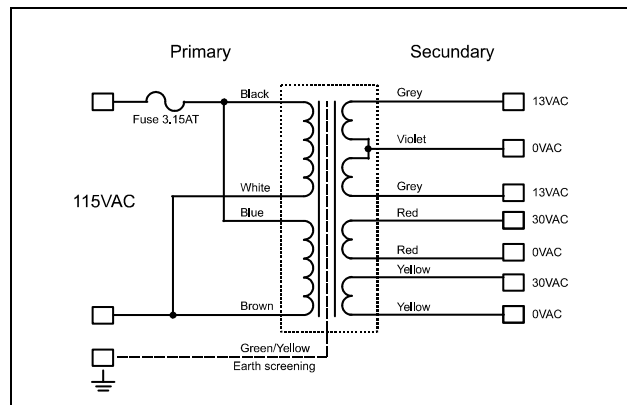 Primary
Secundary
Black
Fuse 3.15AT
115VAC
White
Blue
Brown
Green/Yellow
Earth screening
Grey
13VAC
Violet
0VAC
Grey
13VAC
Red
30VAC
Red
0VAC
Yellow
30VAC
Yellow
0VAC